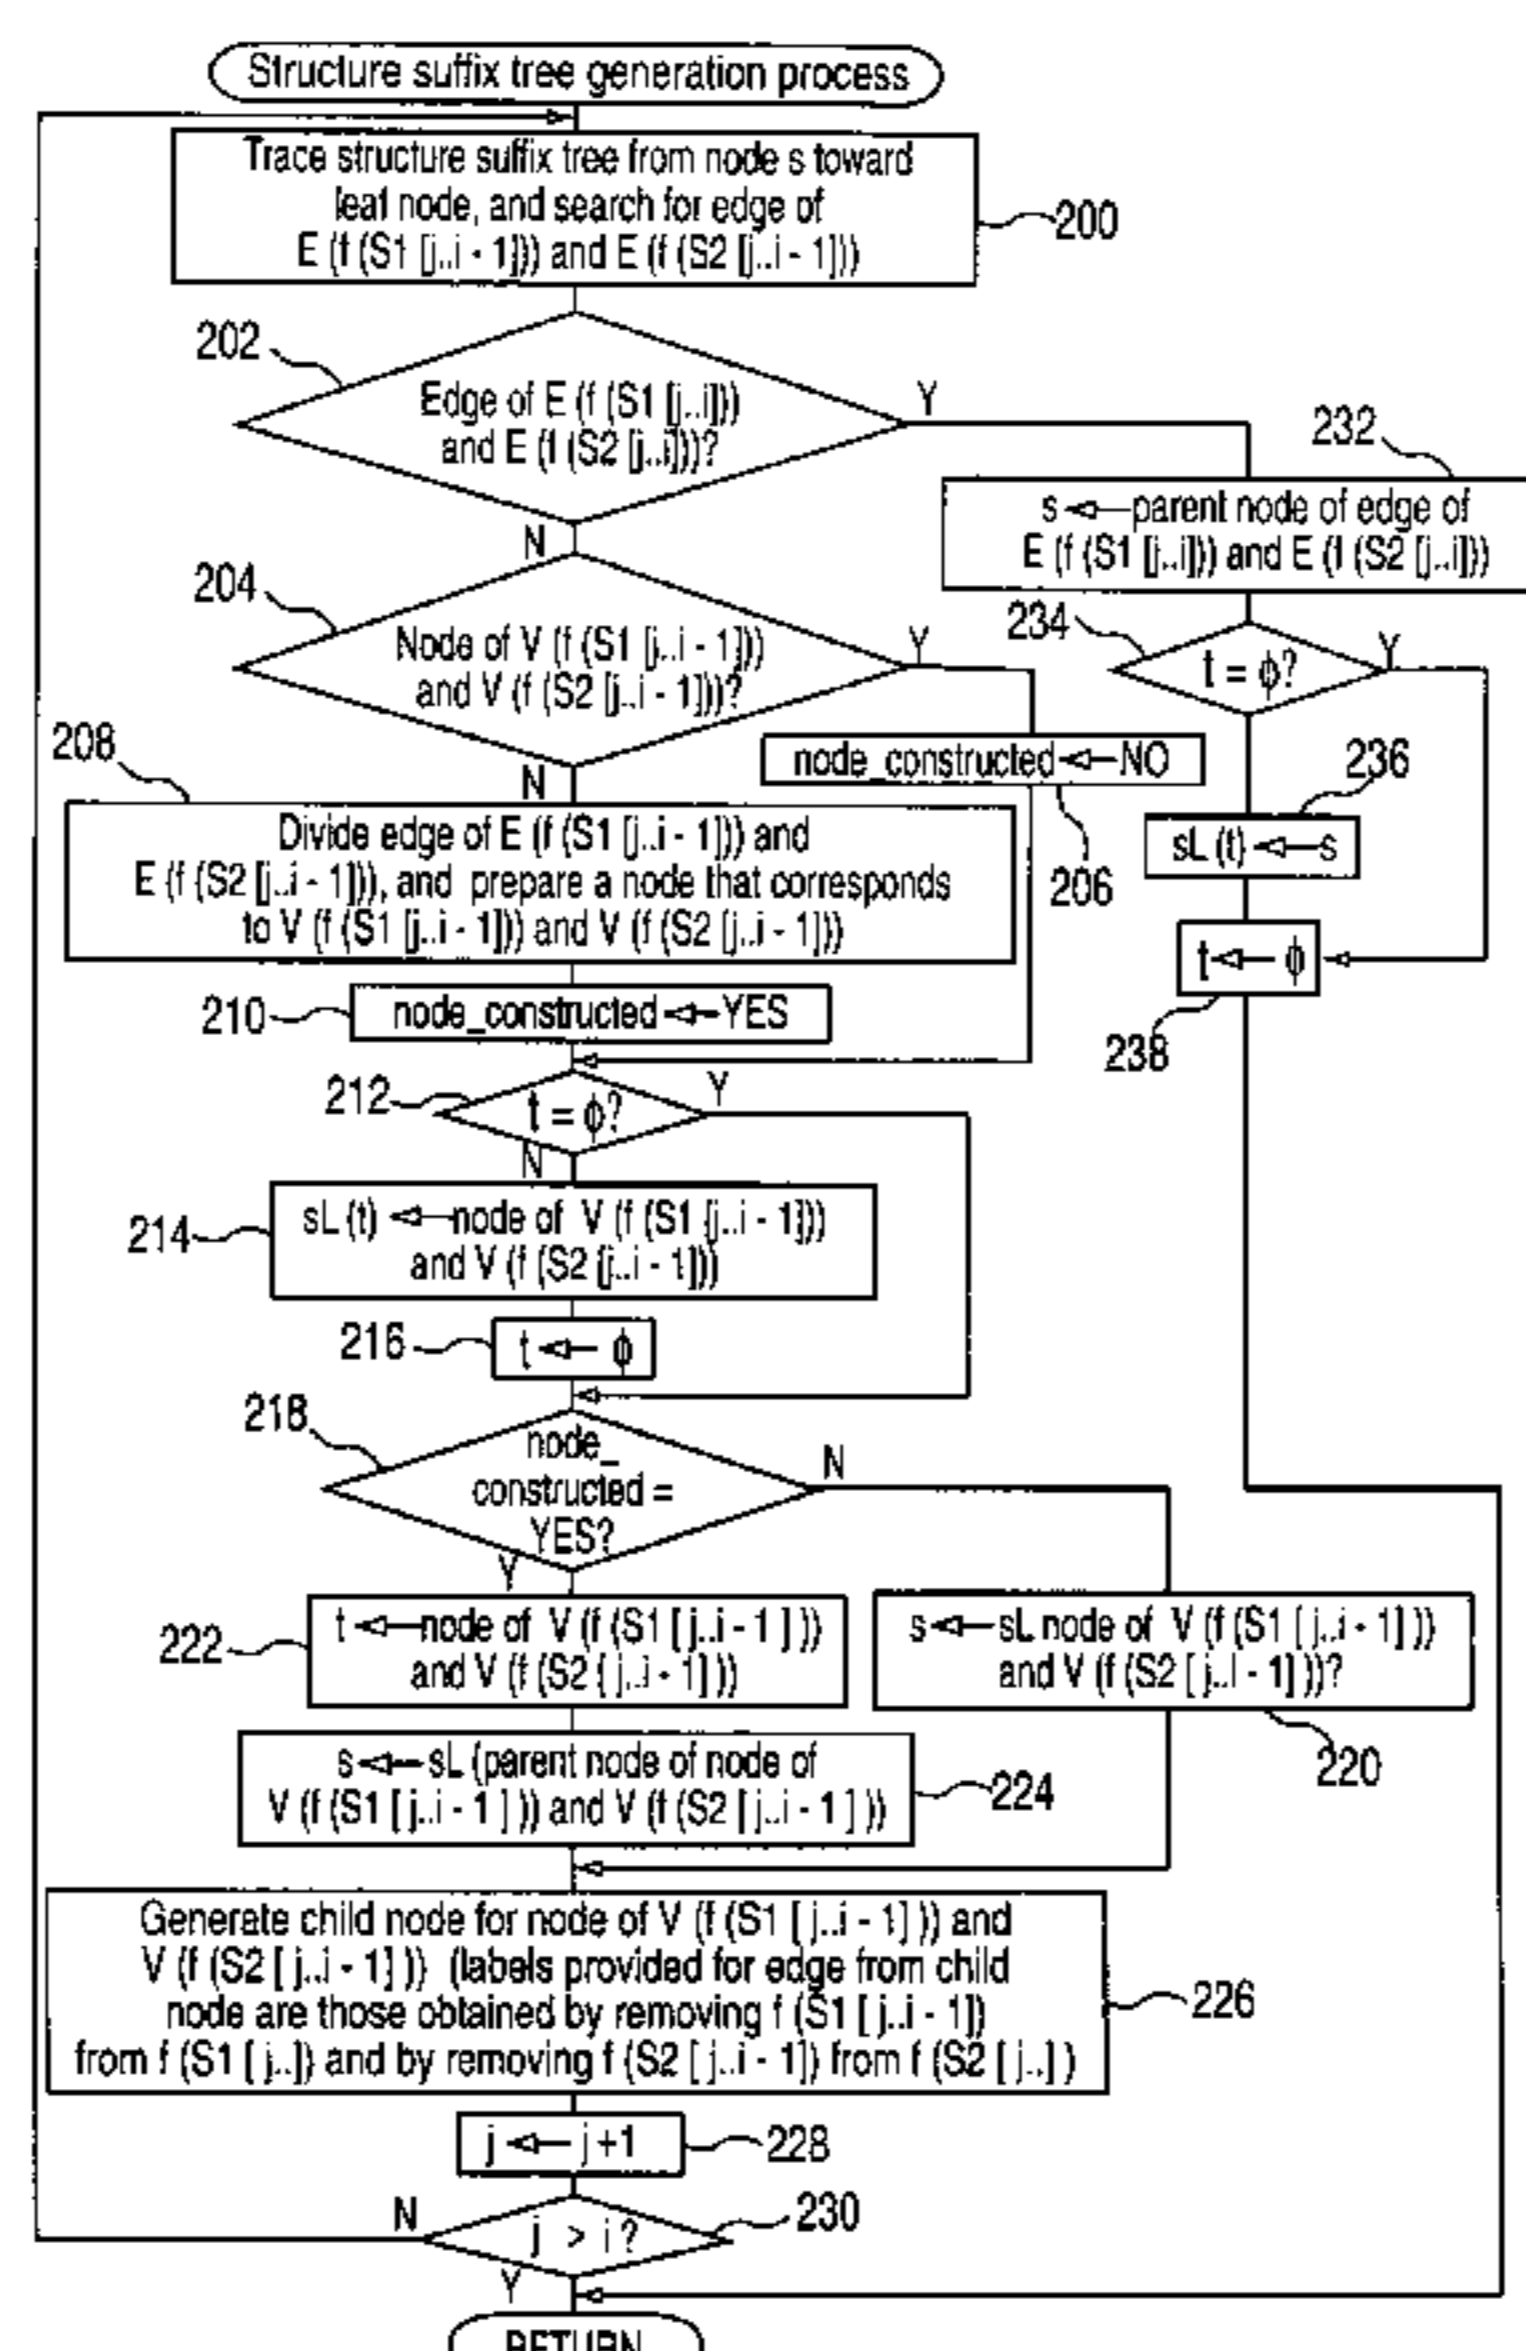 Structure suffix tree generation process
Trace structure suffix tree from node s toward
leaf node, and search for edge of
E (f (S1 [j..i - 1])) and E (f (S2 [j..i - 1]))
200
202
Edge of E (f (S1 [j..i]))
and E (f (S2 [j..i]))?
Y
N
232
s ← parent node of edge of
E (f (S1 [j..i])) and E (f (S2 [j..i]))
204
Node of V (f (S1 [j..i - 1]))
and V (f (S2 [j..i - 1]))?
Y
N
234
t = ϕ?
Y
node_constructed ← NO
206
236
sL (t) ← s
t ← ϕ
238
208
Divide edge of E (f (S1 [j..i - 1])) and
E (f (S2 [j..i - 1])), and prepare a node that corresponds
to V (f (S1 [j..i - 1])) and V (f (S2 [j..i - 1]))
210
node_constructed ← YES
212
t = ϕ?
Y
N
214
sL (t) ← node of V (f (S1 [j..i - 1]))
and V (f (S2 [j..i - 1]))
216
t ← ϕ
218
node_
constructed =
YES?
N
Y
222
t ← node of V (f (S1 [ j..i - 1 ] ))
and V (f (S2 [ j..i - 1] ))
s ← sL node of V (f (S1 [ j..i - 1] ))
and V (f (S2 [ j..i - 1] ))?
220
s ← sL (parent node of node of
V (f (S1 [ j..i - 1 ] )) and V (f (S2 [ j..i - 1 ] ))
224
Generate child node for node of V (f (S1 [ j..i - 1] )) and
V (f (S2 [ j..i - 1] )) (labels provided for edge from child
node are those obtained by removing f (S1 [ j..i - 1])
from f (S1 [ j..]) and by removing f (S2 [ j..i - 1]) from f (S2 [ j..] )
226
j ← j +1
228
j > i ?
230
N
Y
RETURN